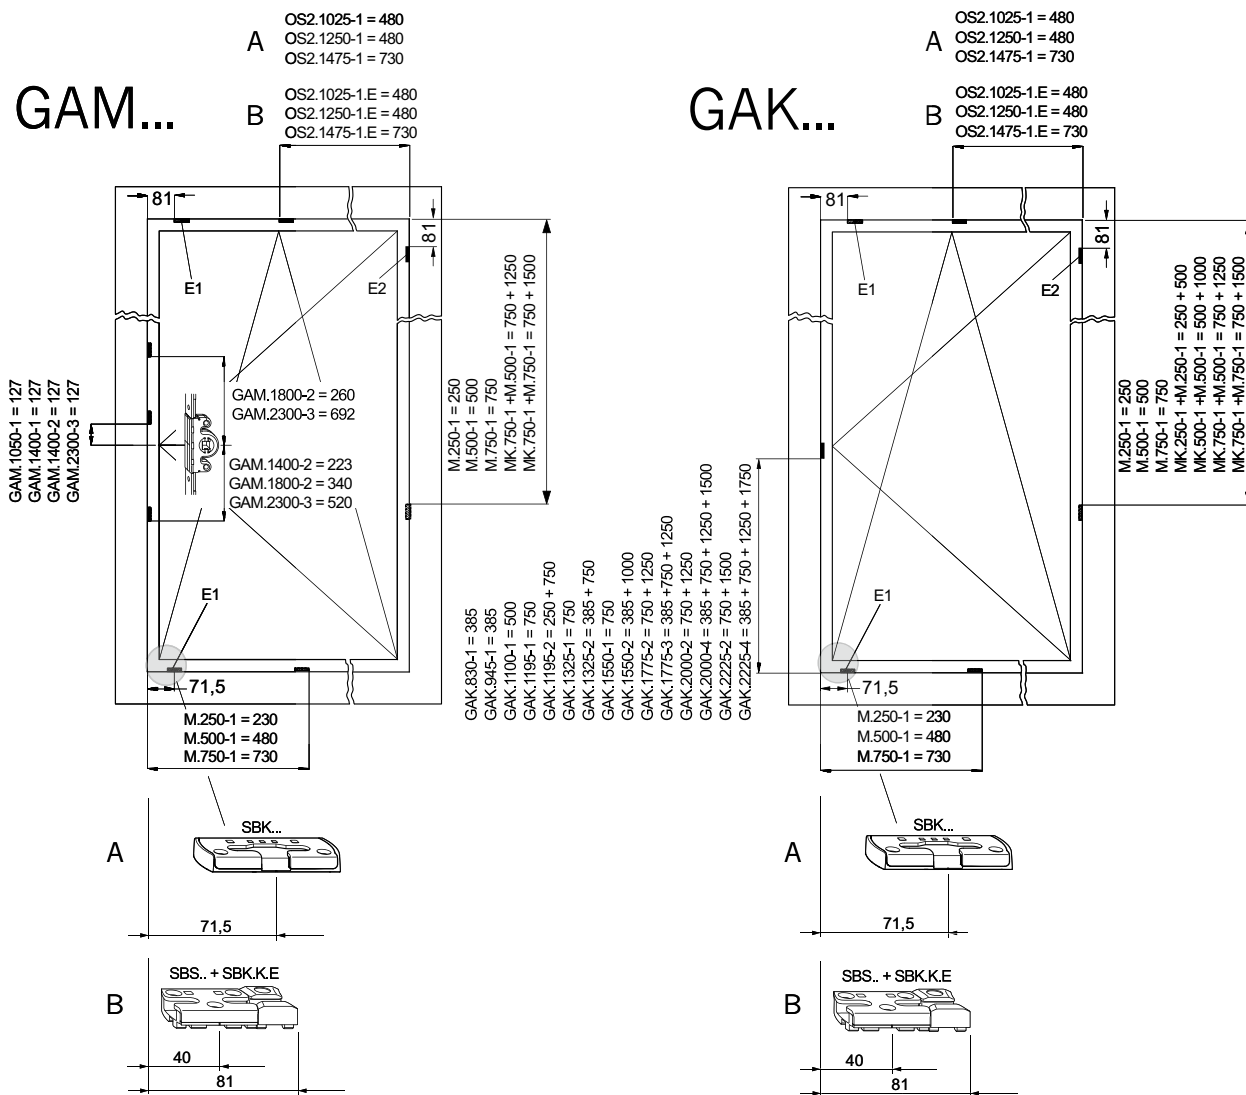 GAM...
A
OS2.1025-1 = 480
OS2.1250-1 = 480
OS2.1475-1 = 730
B
OS2.1025-1.E = 480
OS2.1250-1.E = 480
OS2.1475-1.E = 730
81
81
E1
E2
GAM.1050-1 = 127
GAM.1400-1 = 127
GAM.1400-2 = 127
GAM.2300-3 = 127
GAM.1800-2 = 260
GAM.2300-3 = 692
GAM.1400-2 = 223
GAM.1800-2 = 340
GAM.2300-3 = 520
M.250-1 = 250
M.500-1 = 500
M.750-1 = 750
MK.750-1 +M.500-1 = 750 + 1250
MK.750-1 +M.750-1 = 750 + 1500
E1
71,5
M.250-1 = 230
M.500-1 = 480
M.750-1 = 730
A
SBK...
71,5
B
SBS.. + SBK.K.E
40
81
GAK...
A
OS2.1025-1 = 480
OS2.1250-1 = 480
OS2.1475-1 = 730
B
OS2.1025-1.E = 480
OS2.1250-1.E = 480
OS2.1475-1.E = 730
81
81
E1
E2
GAK.830-1 = 385
GAK.945-1 = 385
GAK.1100-1 = 500
GAK.1195-1 = 750
GAK.1195-2 = 250 + 750
GAK.1325-1 = 750
GAK.1325-2 = 385 + 750
GAK.1550-1 = 750
GAK.1550-2 = 385 + 1000
GAK.1775-2 = 750 + 1250
GAK.1775-3 = 385 +750 + 1250
GAK.2000-2 = 750 + 1250
GAK.2000-4 = 385 + 750 + 1250 + 1500
GAK.2225-2 = 750 + 1500
GAK.2225-4 = 385 + 750 + 1250 + 1750
M.250-1 = 250
M.500-1 = 500
M.750-1 = 750
MK.250-1 +M.250-1 = 250 + 500
MK.500-1 +M.500-1 = 500 + 1000
MK.750-1 +M.500-1 = 750 + 1250
MK.750-1 +M.750-1 = 750 + 1500
E1
71,5
M.250-1 = 230
M.500-1 = 480
M.750-1 = 730
A
SBK...
71,5
B
SBS.. + SBK.K.E
40
81